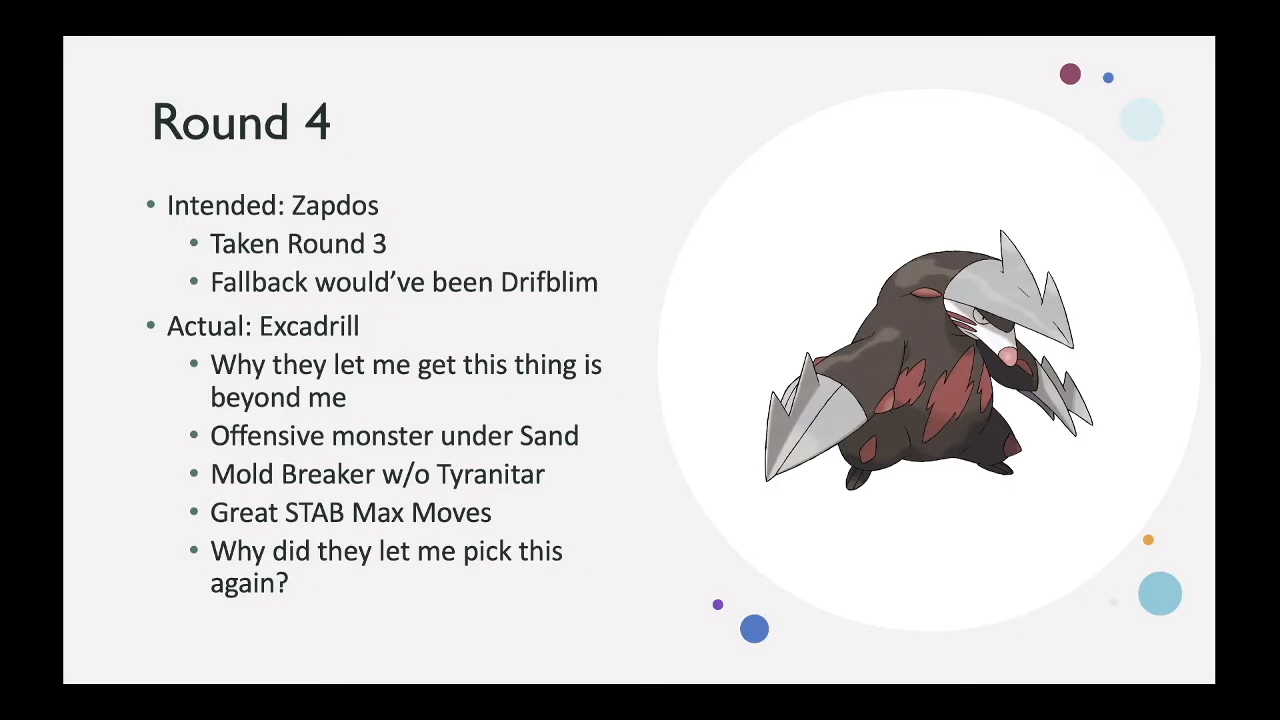 Round 4
• Intended: Zapdos
• Taken Round 3
• Fallback would’ve been Drifblim
• Actual: Excadrill
• Why they let me get this thing is
beyond me
• Offensive monster under Sand
• Mold Breaker w/o Tyranitar
• Great STAB Max Moves
• Why did they let me pick this
again?